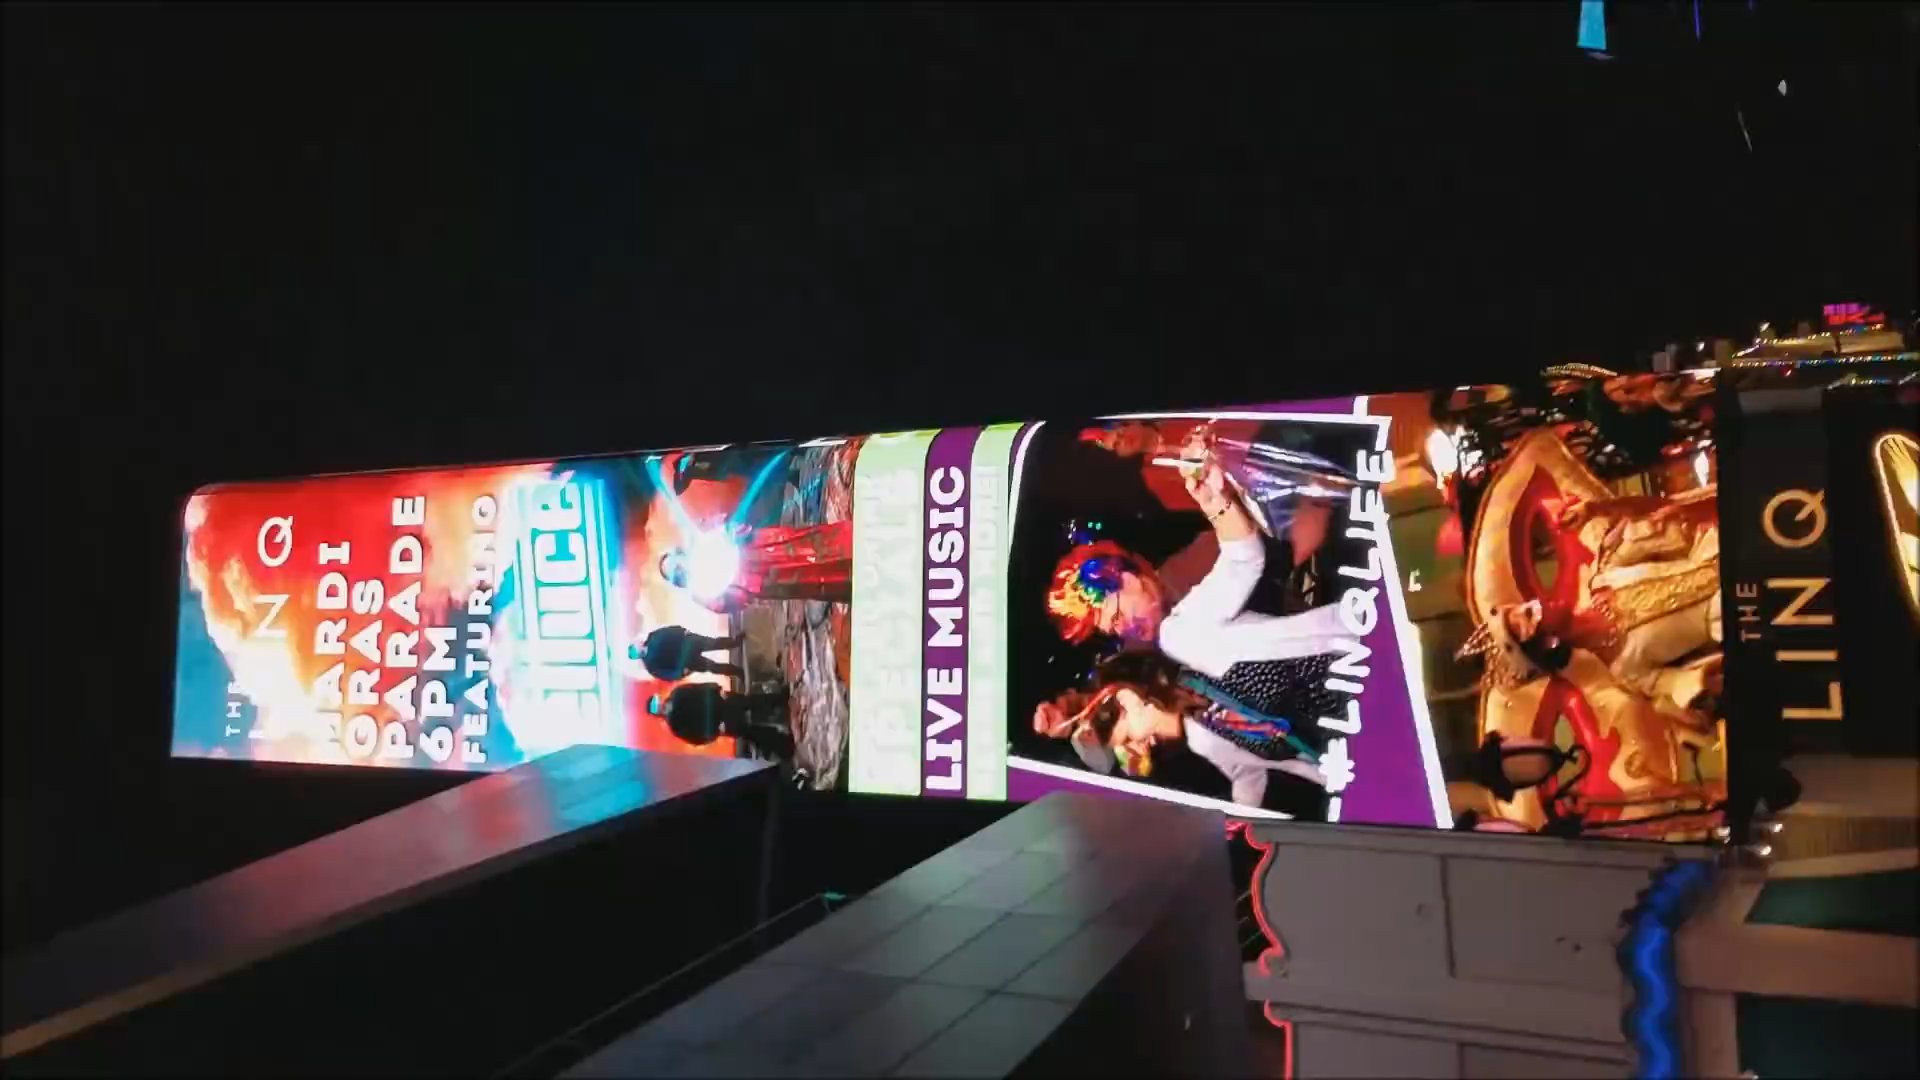 THE
LINQ
MARDI
GRAS
PARADE
6PM
FEATURING
LIVE MUSIC
#LINQLIFE
THE
LINQ